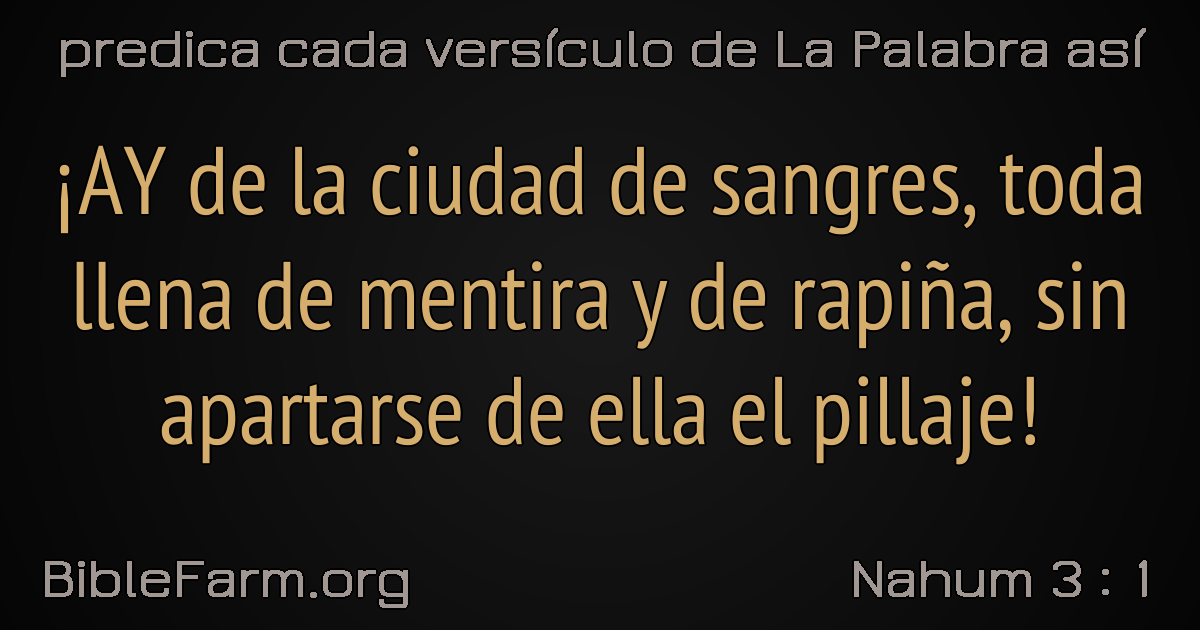 predica cada versículo de La Palabra así
¡AY de la ciudad de sangres, toda
llena de mentira y de rapiña, sin
apartarse de ella el pillaje!
BibleFarm.org
Nahum 3 : 1